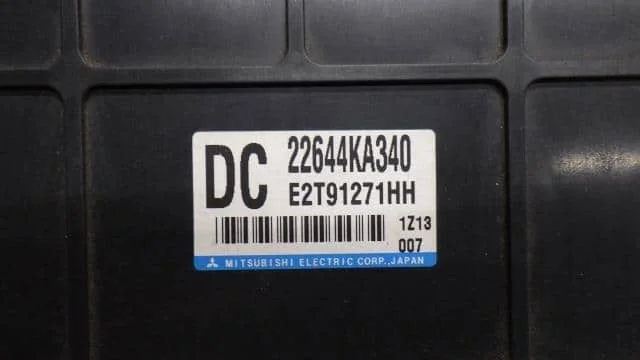 DC 22644KA340
E2T91271HH
1Z13
007
MITSUBISHI ELECTRIC CORP., JAPAN